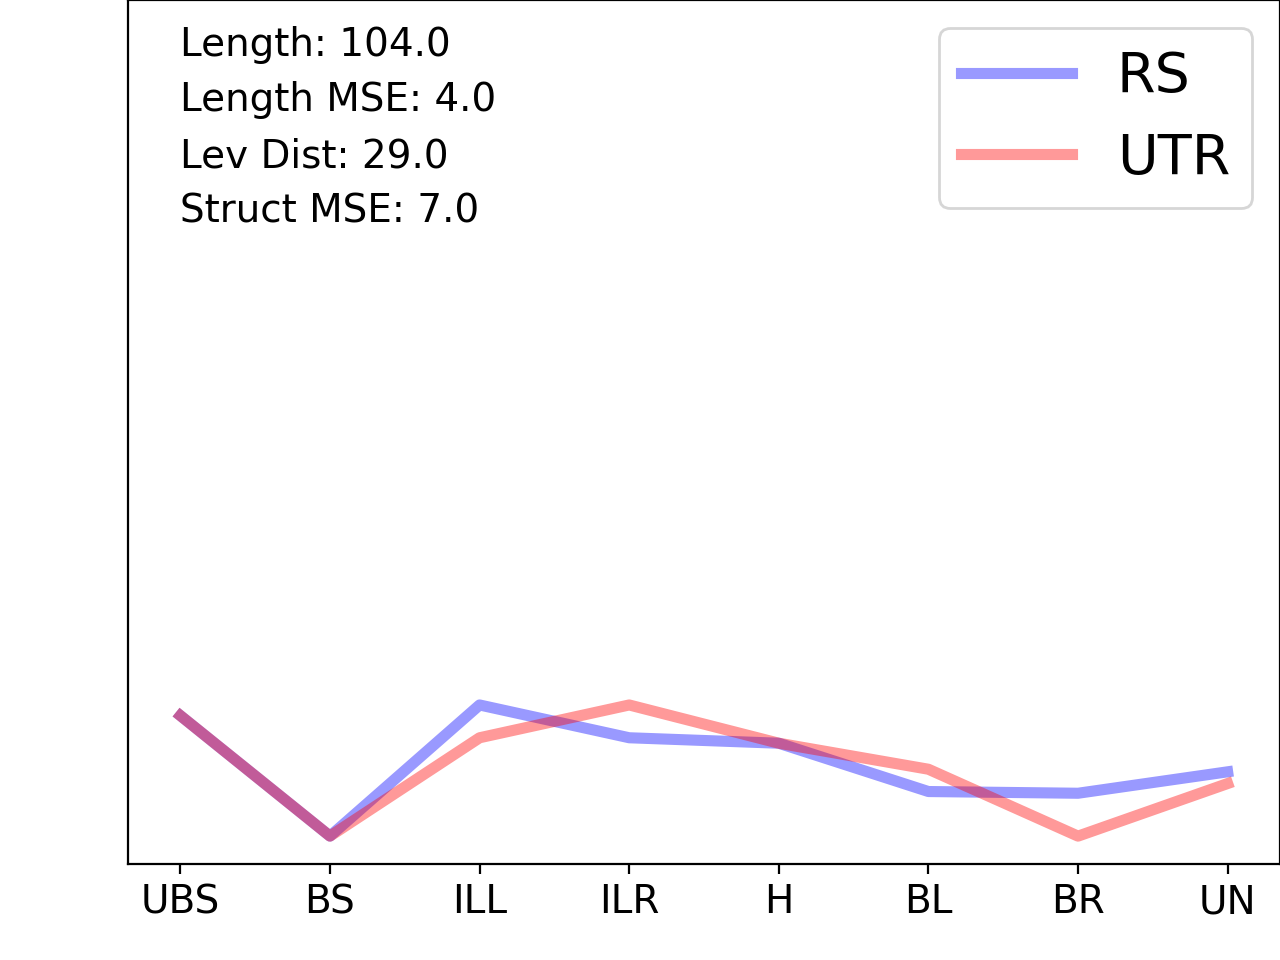 Length: 104.0
Length MSE: 4.0
Lev Dist: 29.0
Struct MSE: 7.0
RS
UTR
UBS BS ILL ILR H BL BR UN